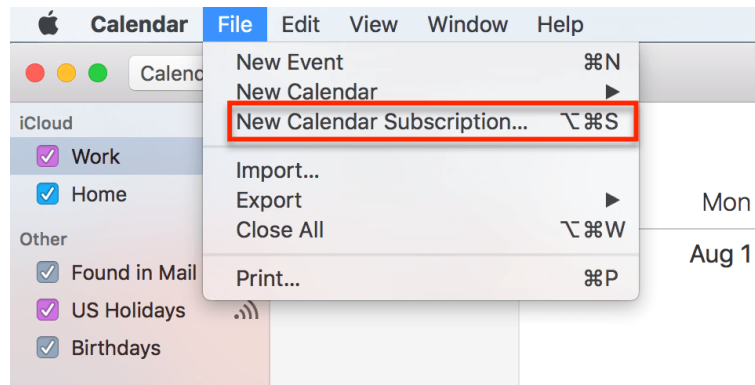 Calendar File Edit View Window Help
Calend
New Event ⌘N
New Calendar ▶
New Calendar Subscription... ⌥⌘S
Import...
Export ▶
Close All ⌥⌘W
Print... ⌘P
iCloud
Work
Home
Other
Found in Mail
US Holidays
Birthdays
Mon
Aug 1